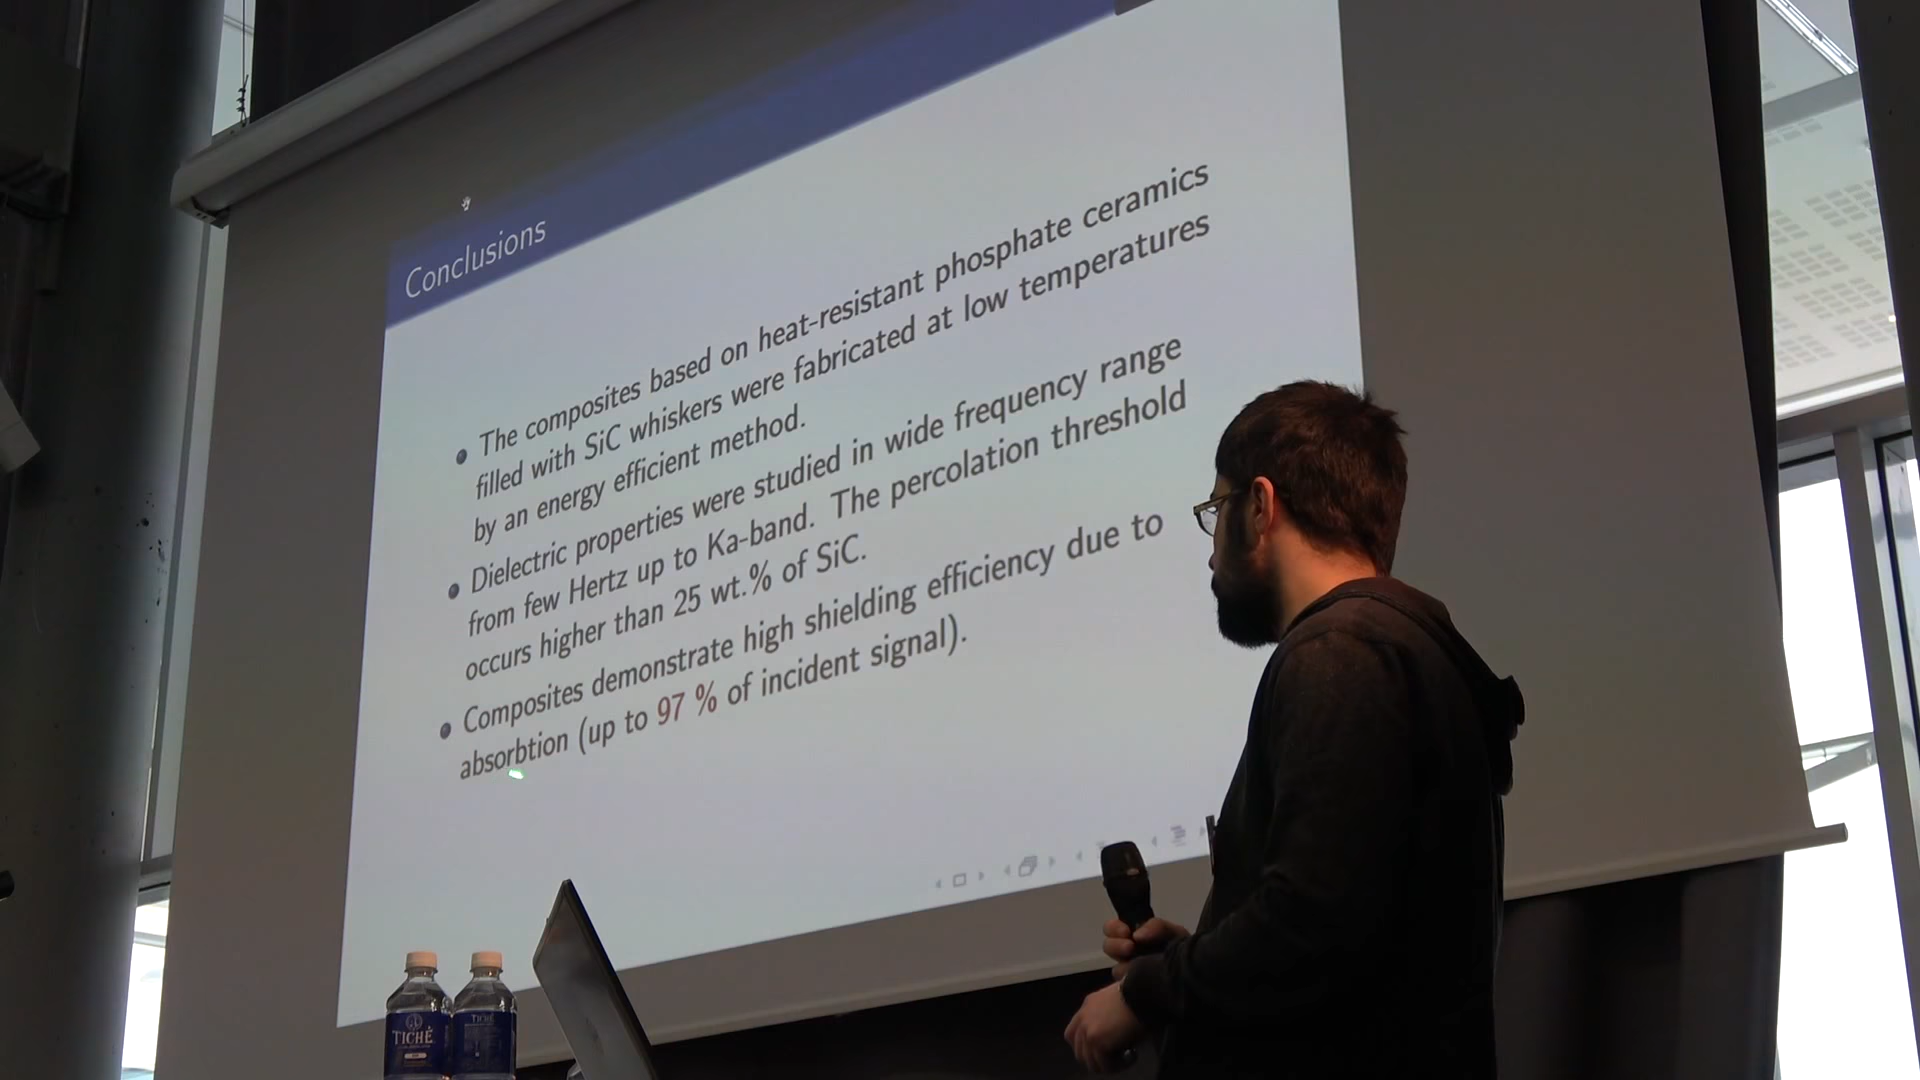 Conclusions
The composites based on heat-resistant phosphate ceramics
filled with SiC whiskers were fabricated at low temperatures
by an energy efficient method.
Dielectric properties were studied in wide frequency range
from few Hertz up to Ka-band. The percolation threshold
occurs higher than 25 wt.% of SiC.
Composites demonstrate high shielding efficiency due to
absorbtion (up to 97 % of incident signal).
TICHĖ
TICHĖ